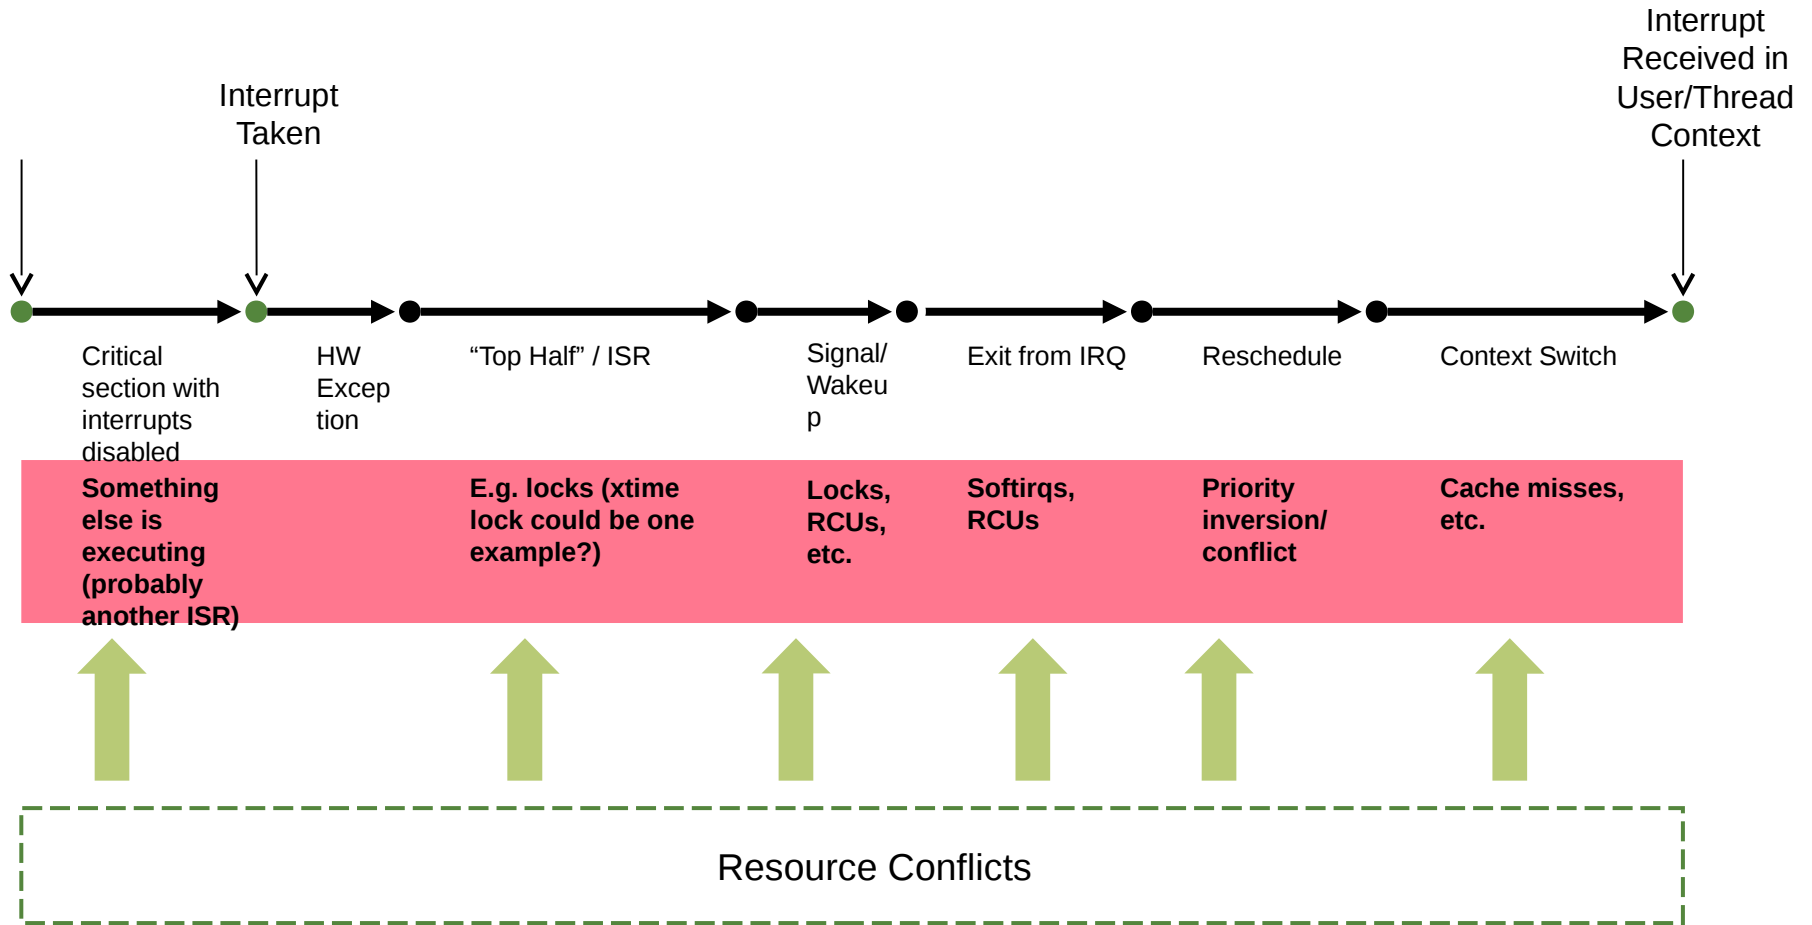 Interrupt
Taken
Interrupt
Received in
User/Thread
Context
Critical
section with
interrupts
disabled
HW
Excep
tion
“Top Half” / ISR
Signal/
Wakeu
p
Exit from IRQ
Reschedule
Context Switch
Something
else is
executing
(probably
another ISR)
E.g. locks (xtime
lock could be one
example?)
Locks,
RCUs,
etc.
Softirqs,
RCUs
Priority
inversion/
conflict
Cache misses,
etc.
Resource Conflicts